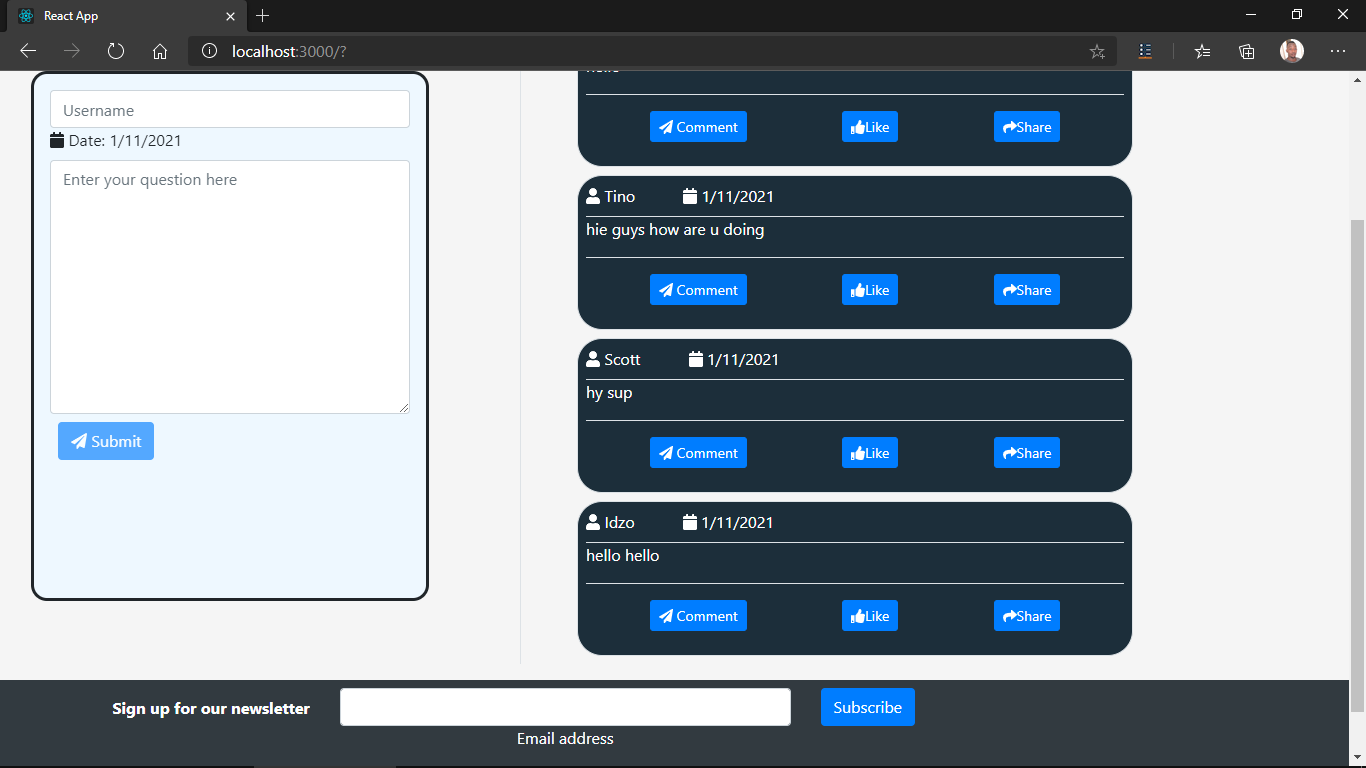 React App
localhost:3000/?
Username
Date: 1/11/2021
Enter your question here
Submit
Comment Like Share
Tino 1/11/2021
hie guys how are u doing
Comment Like Share
Scott 1/11/2021
hy sup
Comment Like Share
Idzo 1/11/2021
hello hello
Comment Like Share
Sign up for our newsletter Subscribe
Email address